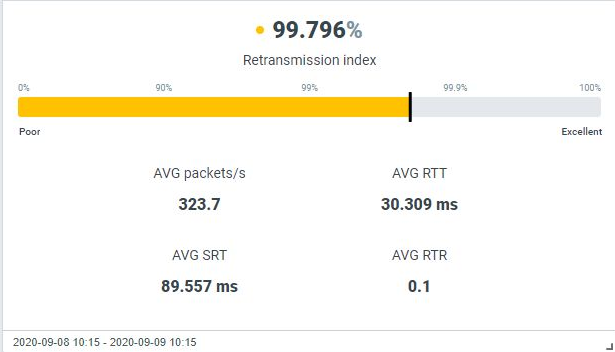 99.796%
Retransmission index
0% 90% 99% 99.9% 100%
Poor Excellent
AVG packets/s AVG RTT
323.7 30.309 ms
AVG SRT AVG RTR
89.557 ms 0.1
2020-09-08 10:15 - 2020-09-09 10:15